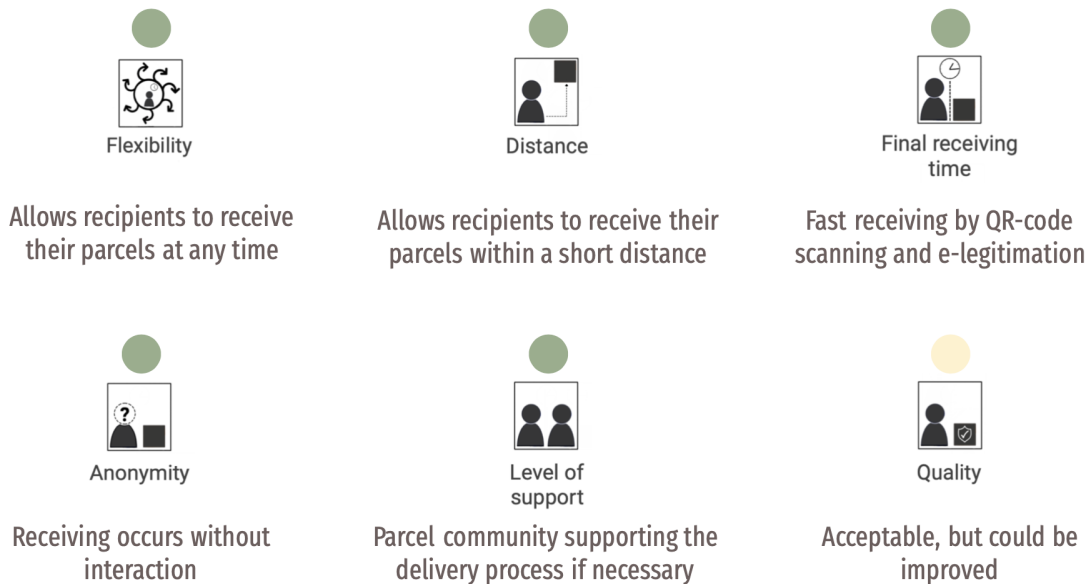 Flexibility
Allows recipients to receive
their parcels at any time
Distance
Allows recipients to receive their
parcels within a short distance
Final receiving
time
Fast receiving by QR-code
scanning and e-legitimation
?
Anonymity
Receiving occurs without
interaction
Level of
support
Parcel community supporting the
delivery process if necessary
Quality
Acceptable, but could be
improved